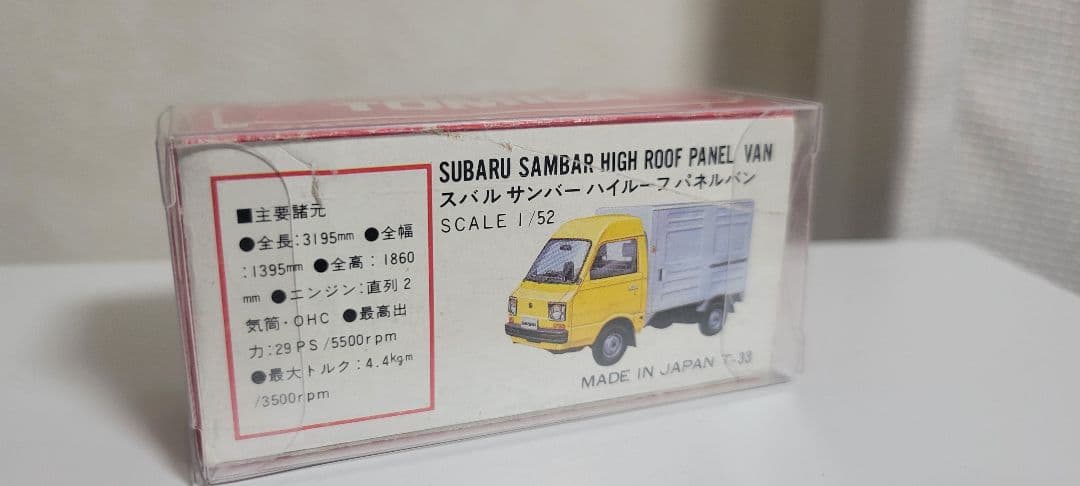 TOMICA
SUBARU SAMBAR HIGH ROOF PANEL VAN
スバル サンバー ハイルーフ パネルバン
SCALE 1/52
■主要諸元
●全長:3195mm ●全幅
:1395mm ●全高:1860
mm ●エンジン:直列2
気筒・OHC ●最高出
力:29PS/5500rpm
●最大トルク:4.4kgm
/3500rpm
MADE IN JAPAN T-33